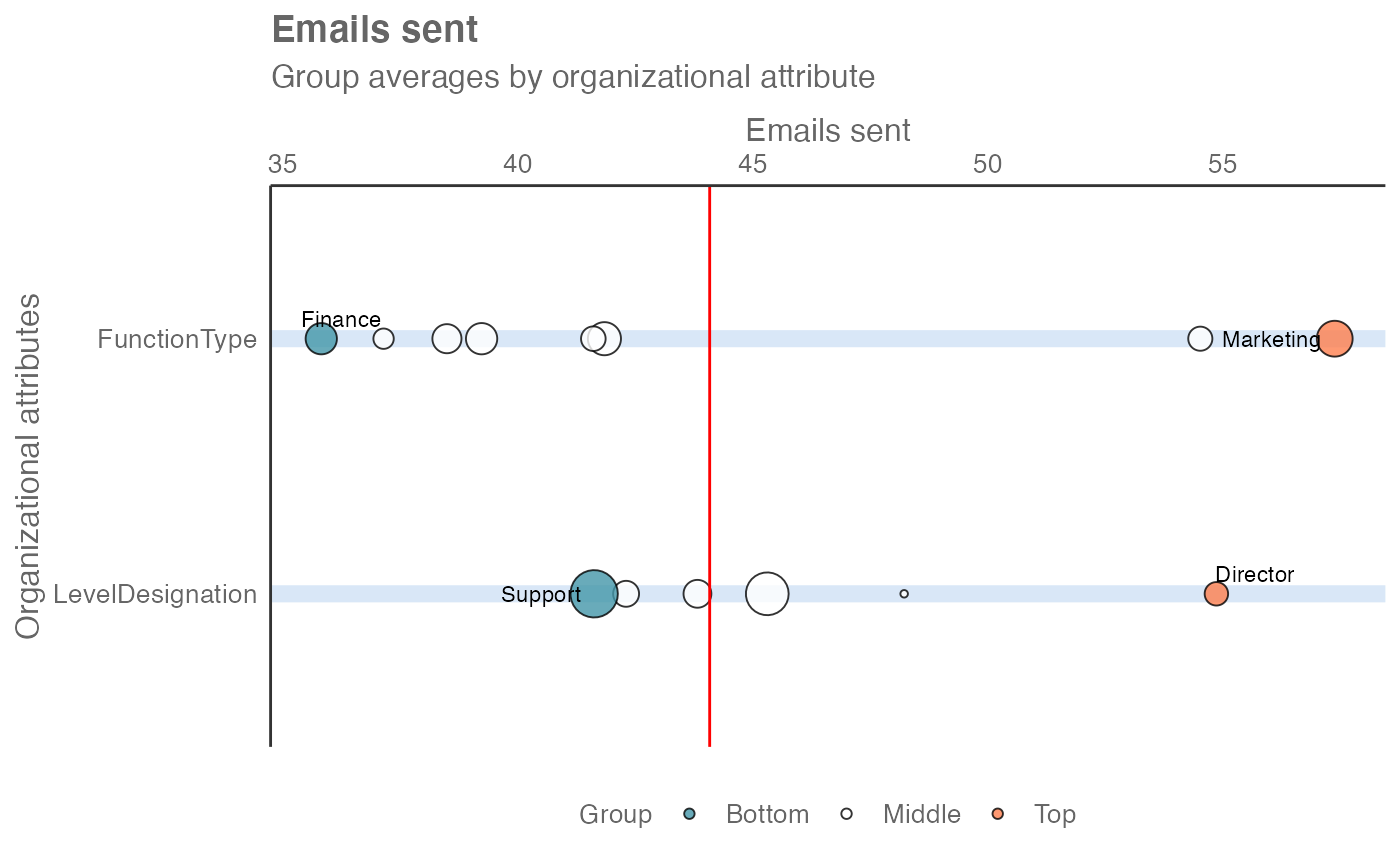 Emails sent
Group averages by organizational attribute
Emails sent
35 40 45 50 55
Organizational attributes
FunctionType
Finance
Marketing
LevelDesignation
Support
Director
Group Bottom Middle Top